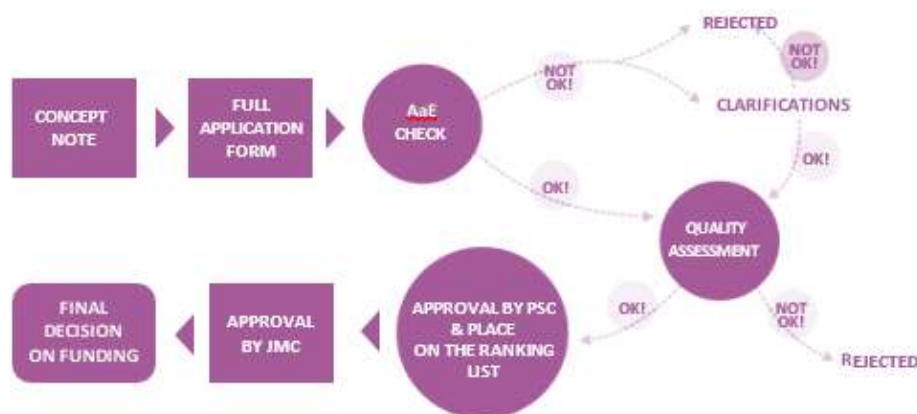 REJECTED
NOT
OK!
NOT
OK!
CONCEPT
NOTE
FULL
APPLICATION
FORM
AaE
CHECK
CLARIFICATIONS
OK!
OK!
QUALITY
ASSESSMENT
FINAL
DECISION
ON FUNDING
APPROVAL
BY JMC
APPROVAL BY PSC
& PLACE
ON THE RANKING
LIST
OK!
NOT
OK!
REJECTED